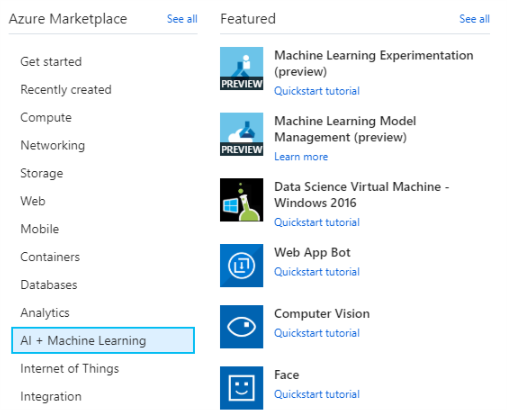 Azure Marketplace
See all
Get started
Recently created
Compute
Networking
Storage
Web
Mobile
Containers
Databases
Analytics
AI + Machine Learning
Internet of Things
Integration
Featured
See all
PREVIEW
Machine Learning Experimentation
(preview)
Quickstart tutorial
PREVIEW
Machine Learning Model
Management (preview)
Learn more
Data Science Virtual Machine -
Windows 2016
Quickstart tutorial
Web App Bot
Quickstart tutorial
Computer Vision
Quickstart tutorial
Face
Quickstart tutorial